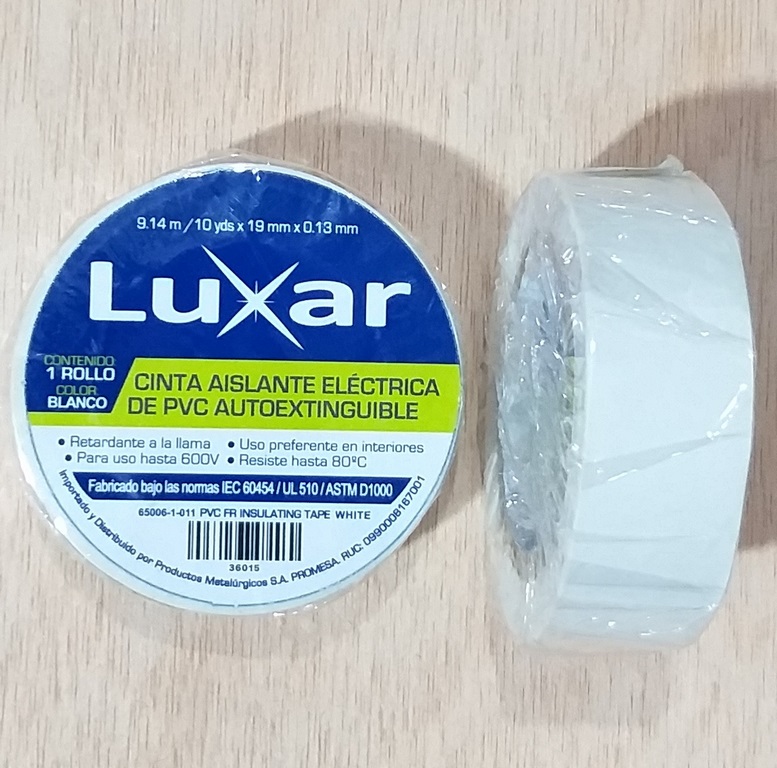 9.14 m / 10 yds x 19 mm x 0.13 mm
Luxar
CONTENIDO:
1 ROLLO
COLOR:
BLANCO
CINTA AISLANTE ELÉCTRICA
DE PVC AUTOEXTINGUIBLE
• Retardante a la llama • Uso preferente en interiores
• Para uso hasta 600V • Resiste hasta 80ºC
Fabricado bajo las normas IEC 60454 / UL 510 / ASTM D1000
65006-1-011 PVC FR INSULATING TAPE WHITE
36015
Importado y Distribuido por Productos Metalúrgicos S.A. PROMESA. RUC: 0990008167001